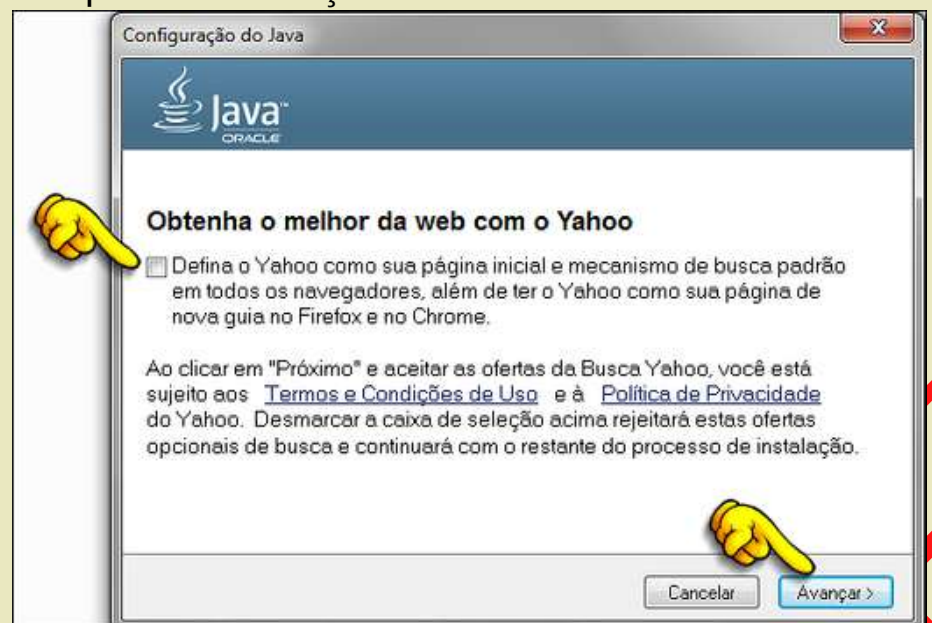 Configuração do Java
Java
ORACLE
Obtenha o melhor da web com o Yahoo
Defina o Yahoo como sua página inicial e mecanismo de busca padrão
em todos os navegadores, além de ter o Yahoo como sua página de
nova guia no Firefox e no Chrome.
Ao clicar em "Próximo" e aceitar as ofertas da Busca Yahoo, você está
sujeito aos Termos e Condições de Uso e à Política de Privacidade
do Yahoo. Desmarcar a caixa de seleção acima rejeitará estas ofertas
opcionais de busca e continuará com o restante do processo de instalação.
Cancelar
Avançar >